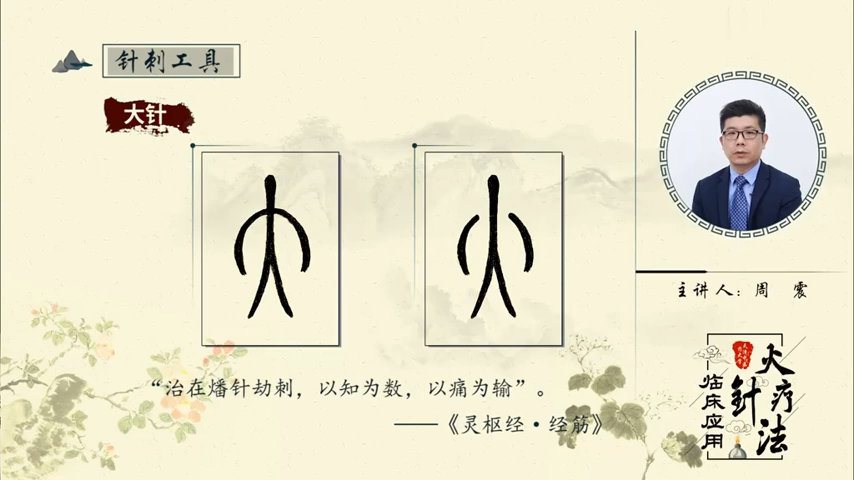 针刺工具
大针
大
火
“治在燔针劫刺，以知为数，以痛为输”。
——《灵枢经·经筋》
主讲人：周 震
火针疗法
临床应用